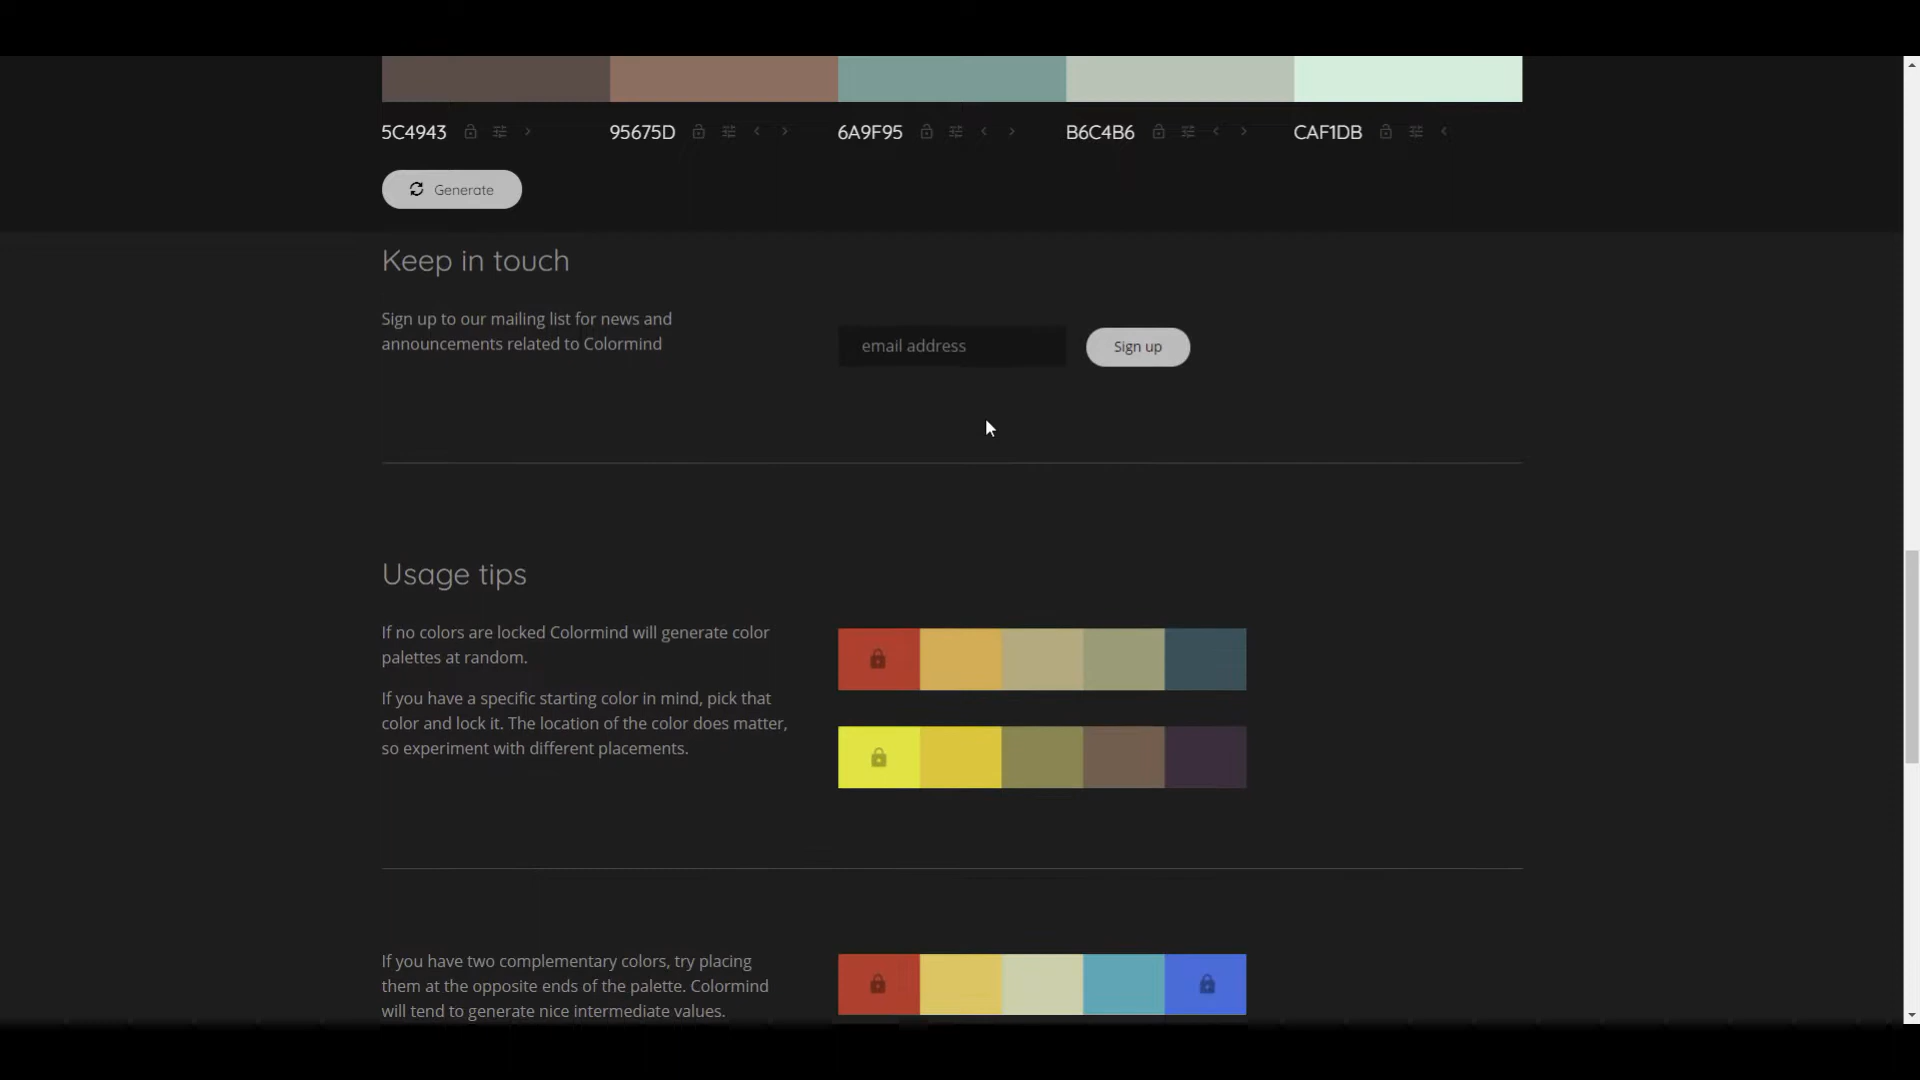 5C4943 95675D 6A9F95 B6C4B6 CAF1DB
Generate
Keep in touch
Sign up to our mailing list for news and
announcements related to Colormind
email address
Sign up
Usage tips
If no colors are locked Colormind will generate color
palettes at random.
If you have a specific starting color in mind, pick that
color and lock it. The location of the color does matter,
so experiment with different placements.
If you have two complementary colors, try placing
them at the opposite ends of the palette. Colormind
will tend to generate nice intermediate values.